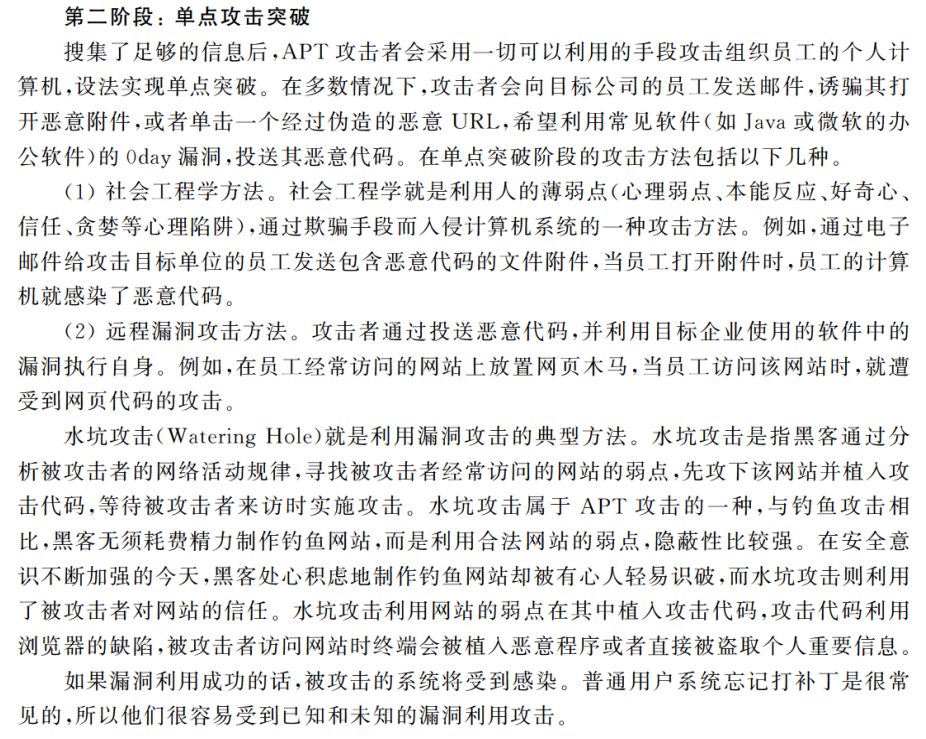 第二阶段：单点攻击突破
搜集了足够的信息后，APT 攻击者会采用一切可以利用的手段攻击组织员工的个人计
算机，设法实现单点突破。在多数情况下，攻击者会向目标公司的员工发送邮件，诱骗其打
开恶意附件，或者单击一个经过伪造的恶意 URL，希望利用常见软件（如 Java 或微软的办
公软件）的 0day 漏洞，投送其恶意代码。在单点突破阶段的攻击方法包括以下几种。
（1）社会工程学方法。社会工程学就是利用人的薄弱点（心理弱点、本能反应、好奇心、
信任、贪婪等心理陷阱），通过欺骗手段而入侵计算机系统的一种攻击方法。例如，通过电子
邮件给攻击目标单位的员工发送包含恶意代码的文件附件，当员工打开附件时，员工的计算
机就感染了恶意代码。
（2）远程漏洞攻击方法。攻击者通过投送恶意代码，并利用目标企业使用的软件中的
漏洞执行自身。例如，在员工经常访问的网站上放置网页木马，当员工访问该网站时，就遭
受到网页代码的攻击。
水坑攻击（Watering Hole）就是利用漏洞攻击的典型方法。水坑攻击是指黑客通过分
析被攻击者的网络活动规律，寻找被攻击者经常访问的网站的弱点，先攻下该网站并植入攻
击代码，等待被攻击者来访时实施攻击。水坑攻击属于 APT 攻击的一种，与钓鱼攻击相
比，黑客无须耗费精力制作钓鱼网站，而是利用合法网站的弱点，隐蔽性比较强。在安全意
识不断加强的今天，黑客处心积虑地制作钓鱼网站却被有心人轻易识破，而水坑攻击则利用
了被攻击者对网站的信任。水坑攻击利用网站的弱点在其中植入攻击代码，攻击代码利用
浏览器的缺陷，被攻击者访问网站时终端会被植入恶意程序或者直接被盗取个人重要信息。
如果漏洞利用成功的话，被攻击的系统将受到感染。普通用户系统忘记打补丁是很常
见的，所以他们很容易受到已知和未知的漏洞利用攻击。